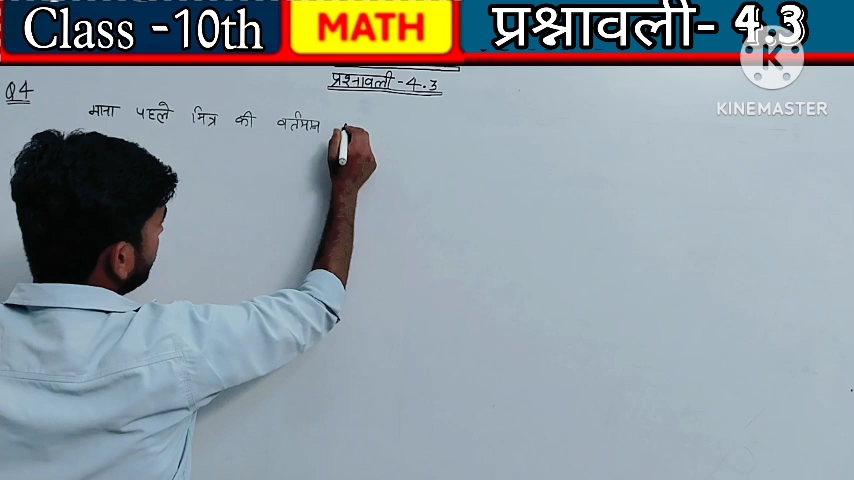 Class -10th MATH प्रश्नावली- 4.3
KINEMASTER
प्रश्नावली - 4.3
Q4
माना पहले मित्र की वर्तमान